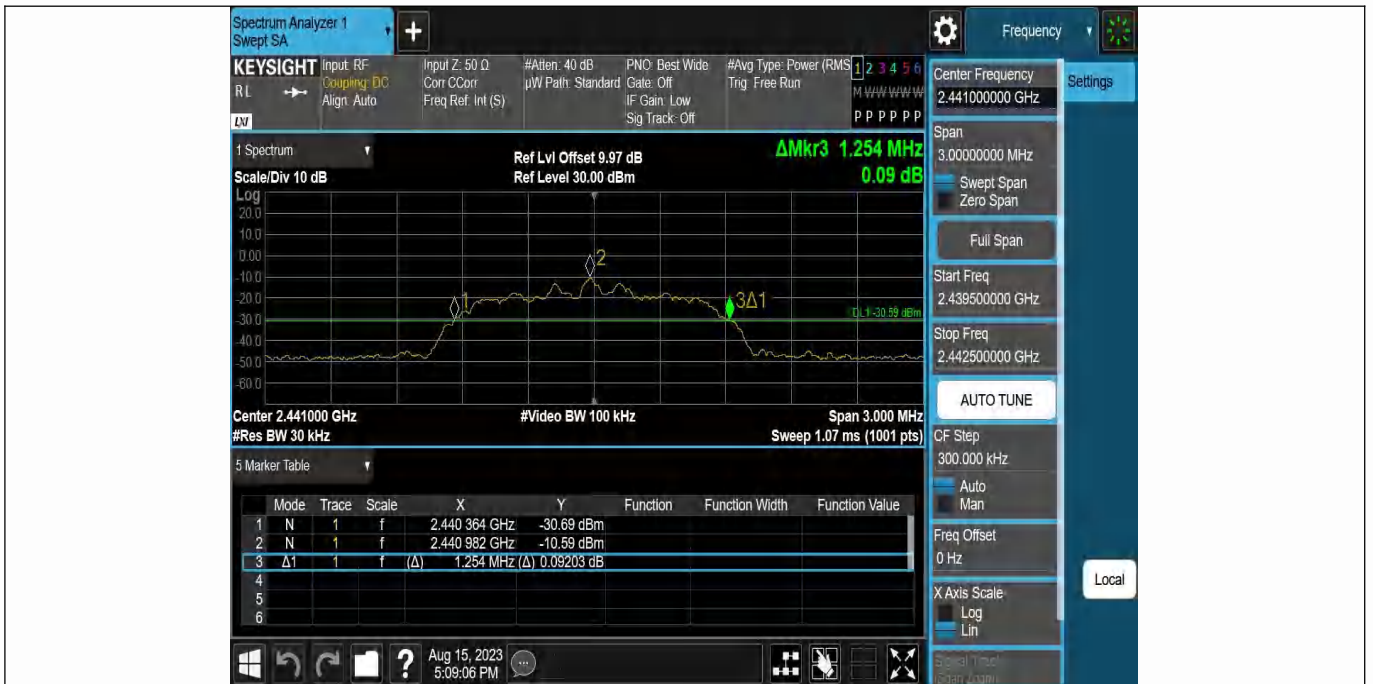 Spectrum Analyzer 1
Swept SA
+
Frequency
KEYSIGHT
RL
LXI
Input: RF
Coupling: DC
Align: Auto
Input Z: 50 Ω
Corr CCorr
Freq Ref: Int (S)
#Atten: 40 dB
µW Path: Standard
PNO: Best Wide
Gate: Off
IF Gain: Low
Sig Track: Off
#Avg Type: Power (RMS
Trig: Free Run
1 2 3 4 5 6
M W W W W W
P P P P P P
1 Spectrum
Scale/Div 10 dB
Ref Lvl Offset 9.97 dB
Ref Level 30.00 dBm
ΔMkr3 1.254 MHz
0.09 dB
Log
20.0
10.0
0.00
-10.0
-20.0
-30.0
-40.0
-50.0
-60.0
1
2
3Δ1
DL1 -30.59 dBm
Center 2.441000 GHz
#Video BW 100 kHz
Span 3.000 MHz
#Res BW 30 kHz
Sweep 1.07 ms (1001 pts)
5 Marker Table
Mode Trace Scale X Y Function Function Width Function Value
1 N 1 f 2.440 364 GHz -30.69 dBm
2 N 1 f 2.440 982 GHz -10.59 dBm
3 Δ1 1 f (Δ) 1.254 MHz (Δ) 0.09203 dB
4
5
6
Aug 15, 2023
5:09:06 PM
?
Center Frequency
2.441000000 GHz
Span
3.00000000 MHz
Swept Span
Zero Span
Full Span
Start Freq
2.439500000 GHz
Stop Freq
2.442500000 GHz
AUTO TUNE
CF Step
300.000 kHz
Auto
Man
Freq Offset
0 Hz
X Axis Scale
Log
Lin
Signal Track
(Span Zoom)
Settings
Local